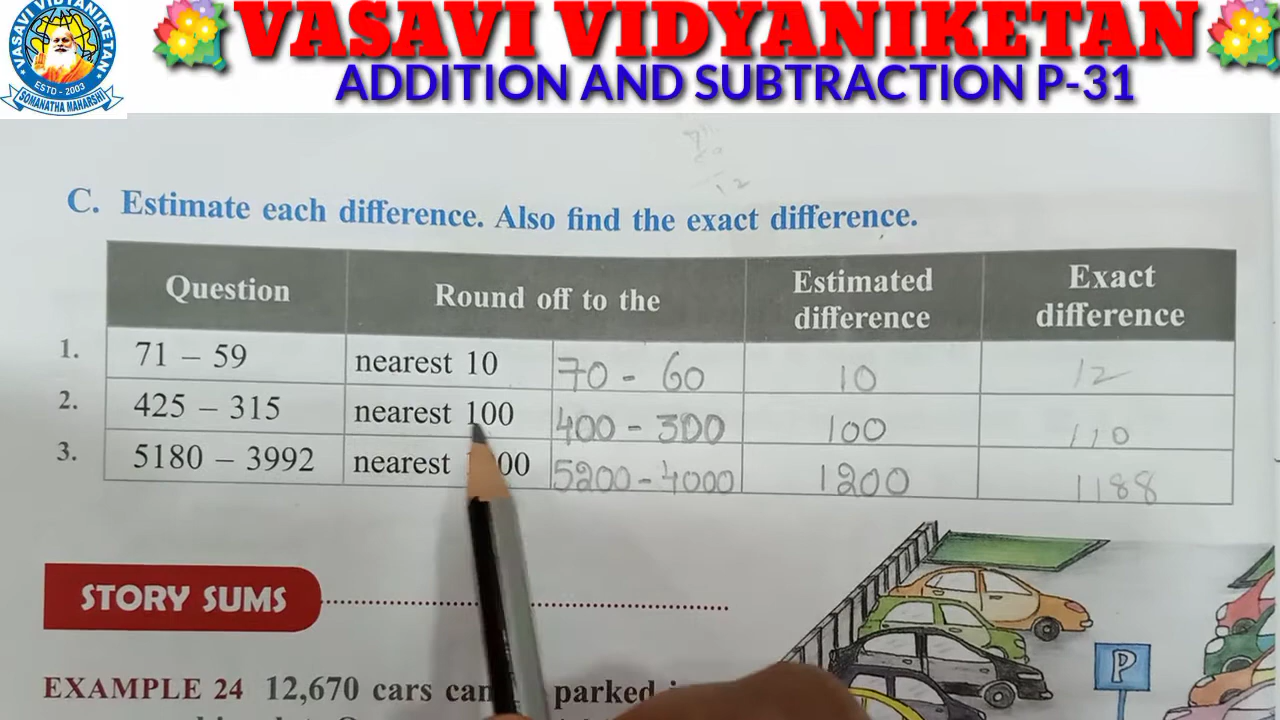 VASAVI VIDYANIKETAN
VASAVI VIDYANIKETAN
ESTD - 2003
SOMANATHA MAHARSHI
ADDITION AND SUBTRACTION P-31
C. Estimate each difference. Also find the exact difference.
Question Round off to the Estimated difference Exact difference
1. 71 – 59 nearest 10 70 - 60 10 12
2. 425 – 315 nearest 100 400 - 300 100 110
3. 5180 – 3992 nearest 00 5200 - 4000 1200 1188
STORY SUMS
EXAMPLE 24 12,670 cars can parked
P